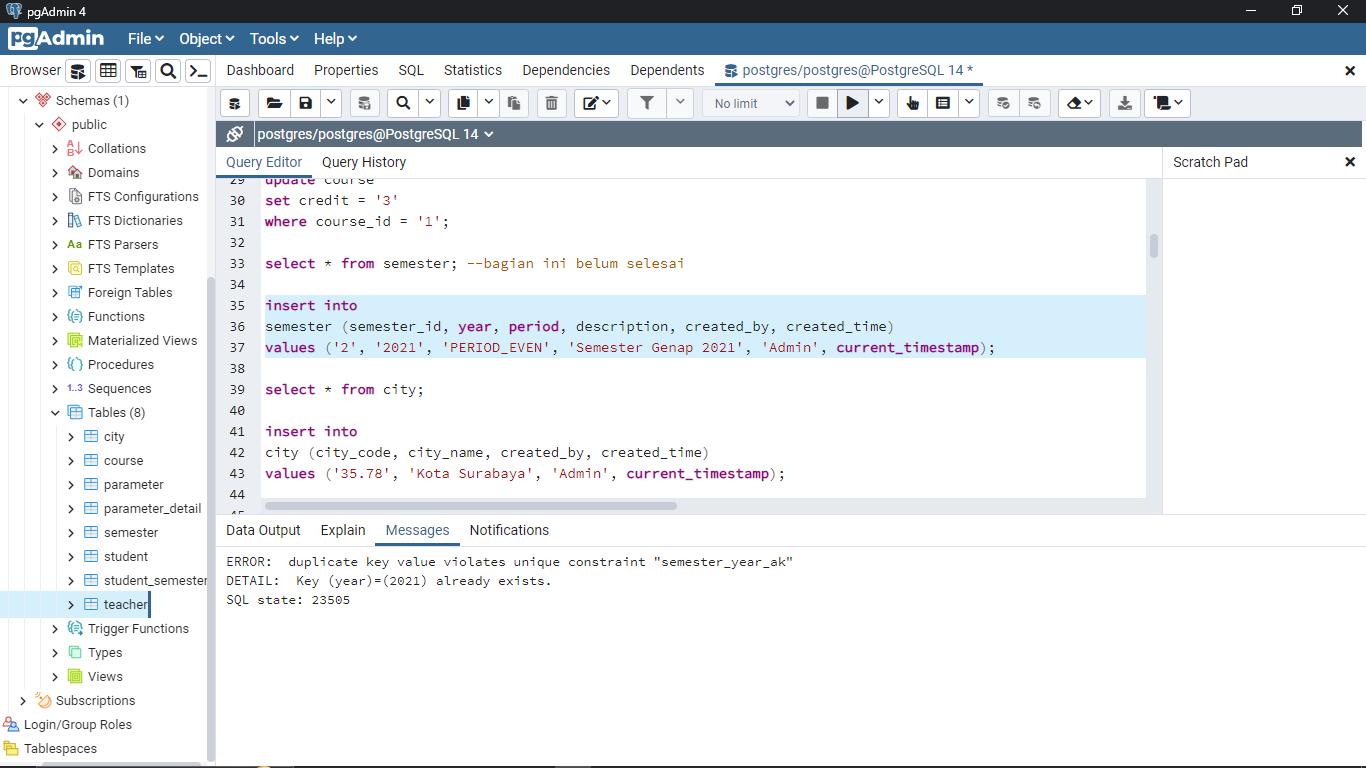 pgAdmin 4
pgAdmin File Object Tools Help
Browser
Dashboard Properties SQL Statistics Dependencies Dependents postgres/postgres@PostgreSQL 14 *
No limit
postgres/postgres@PostgreSQL 14
Query Editor Query History
Scratch Pad
Schemas (1)
public
Collations
Domains
FTS Configurations
FTS Dictionaries
Aa FTS Parsers
FTS Templates
Foreign Tables
Functions
Materialized Views
Procedures
1..3 Sequences
Tables (8)
city
course
parameter
parameter_detail
semester
student
student_semester
teacher
Trigger Functions
Types
Views
Subscriptions
Login/Group Roles
Tablespaces
29 update course
30 set credit = '3'
31 where course_id = '1';
32
33 select * from semester; --bagian ini belum selesai
34
35 insert into
36 semester (semester_id, year, period, description, created_by, created_time)
37 values ('2', '2021', 'PERIOD_EVEN', 'Semester Genap 2021', 'Admin', current_timestamp);
38
39 select * from city;
40
41 insert into
42 city (city_code, city_name, created_by, created_time)
43 values ('35.78', 'Kota Surabaya', 'Admin', current_timestamp);
44
45
Data Output Explain Messages Notifications
ERROR:  duplicate key value violates unique constraint "semester_year_ak"
DETAIL:  Key (year)=(2021) already exists.
SQL state: 23505